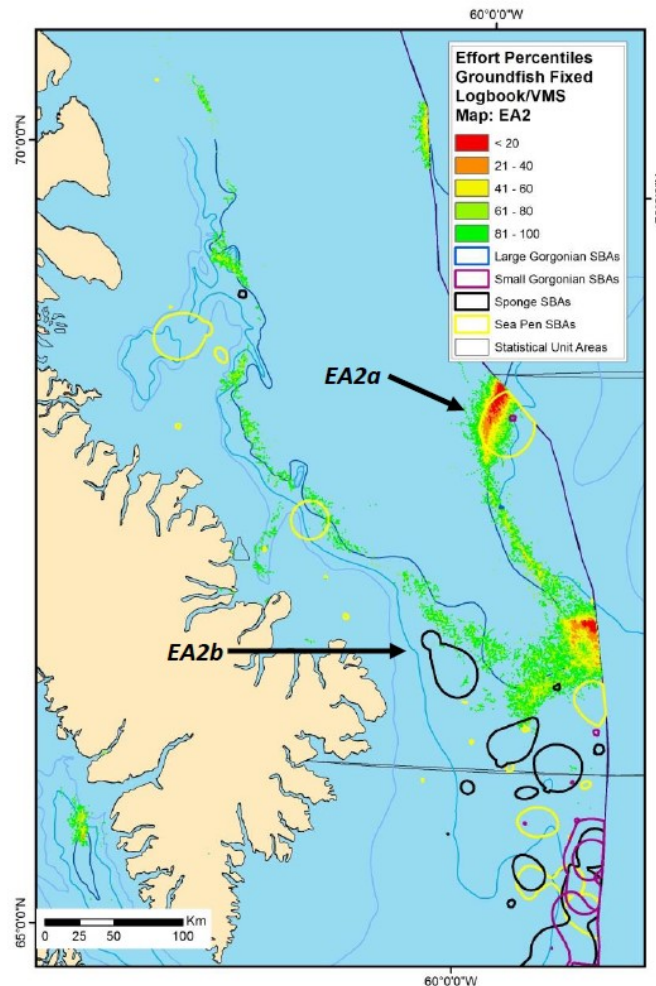 60°0'0"W
70°0'0"N
Effort Percentiles
Groundfish Fixed
Logbook/VMS
Map: EA2
< 20
21 - 40
41 - 60
61 - 80
81 - 100
Large Gorgonian SBAs
Small Gorgonian SBAs
Sponge SBAs
Sea Pen SBAs
Statistical Unit Areas
EA2a
EA2b
65°0'0"N
Km
0 25 50 100
60°0'0"W